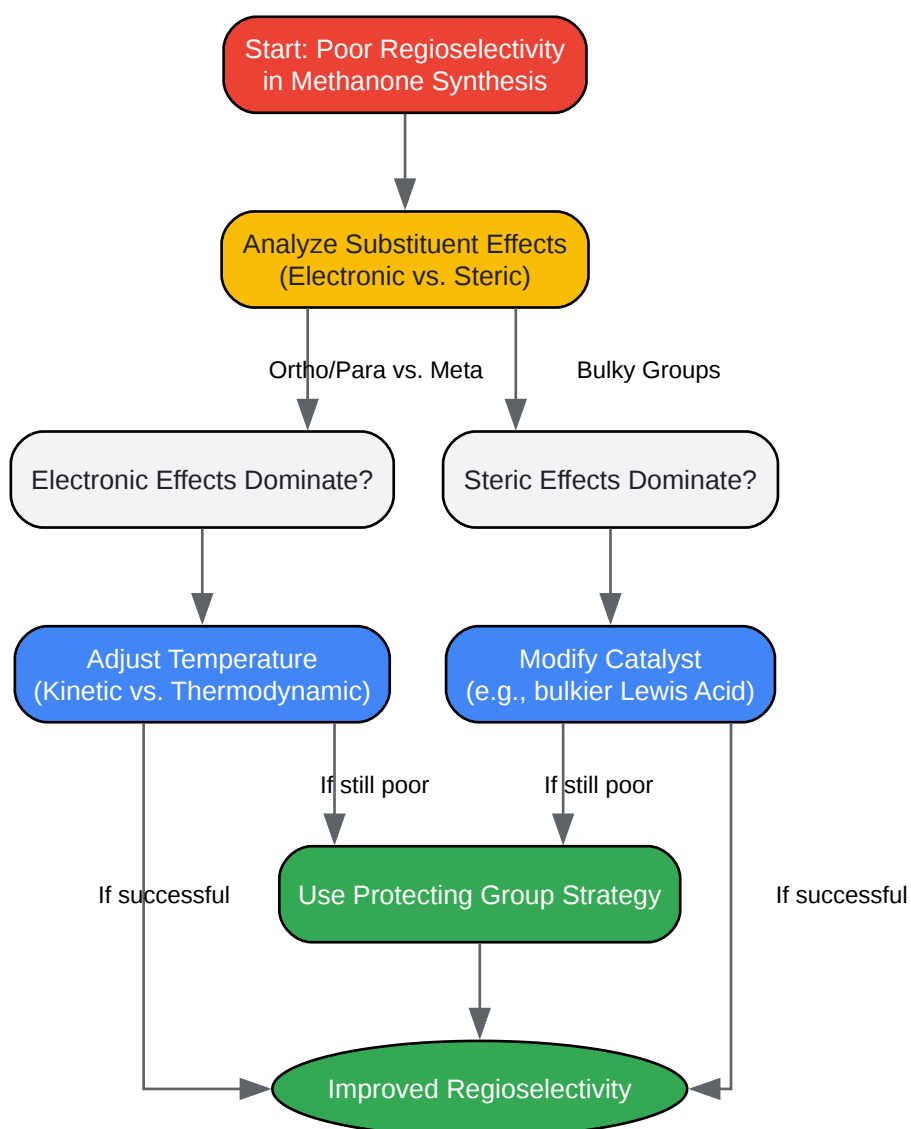 Start: Poor Regioselectivity
in Methanone Synthesis
Analyze Substituent Effects
(Electronic vs. Steric)
Ortho/Para vs. Meta
Bulky Groups
Electronic Effects Dominate?
Steric Effects Dominate?
Adjust Temperature
(Kinetic vs. Thermodynamic)
Modify Catalyst
(e.g., bulkier Lewis Acid)
If still poor
If still poor
If successful
Use Protecting Group Strategy
If successful
Improved Regioselectivity